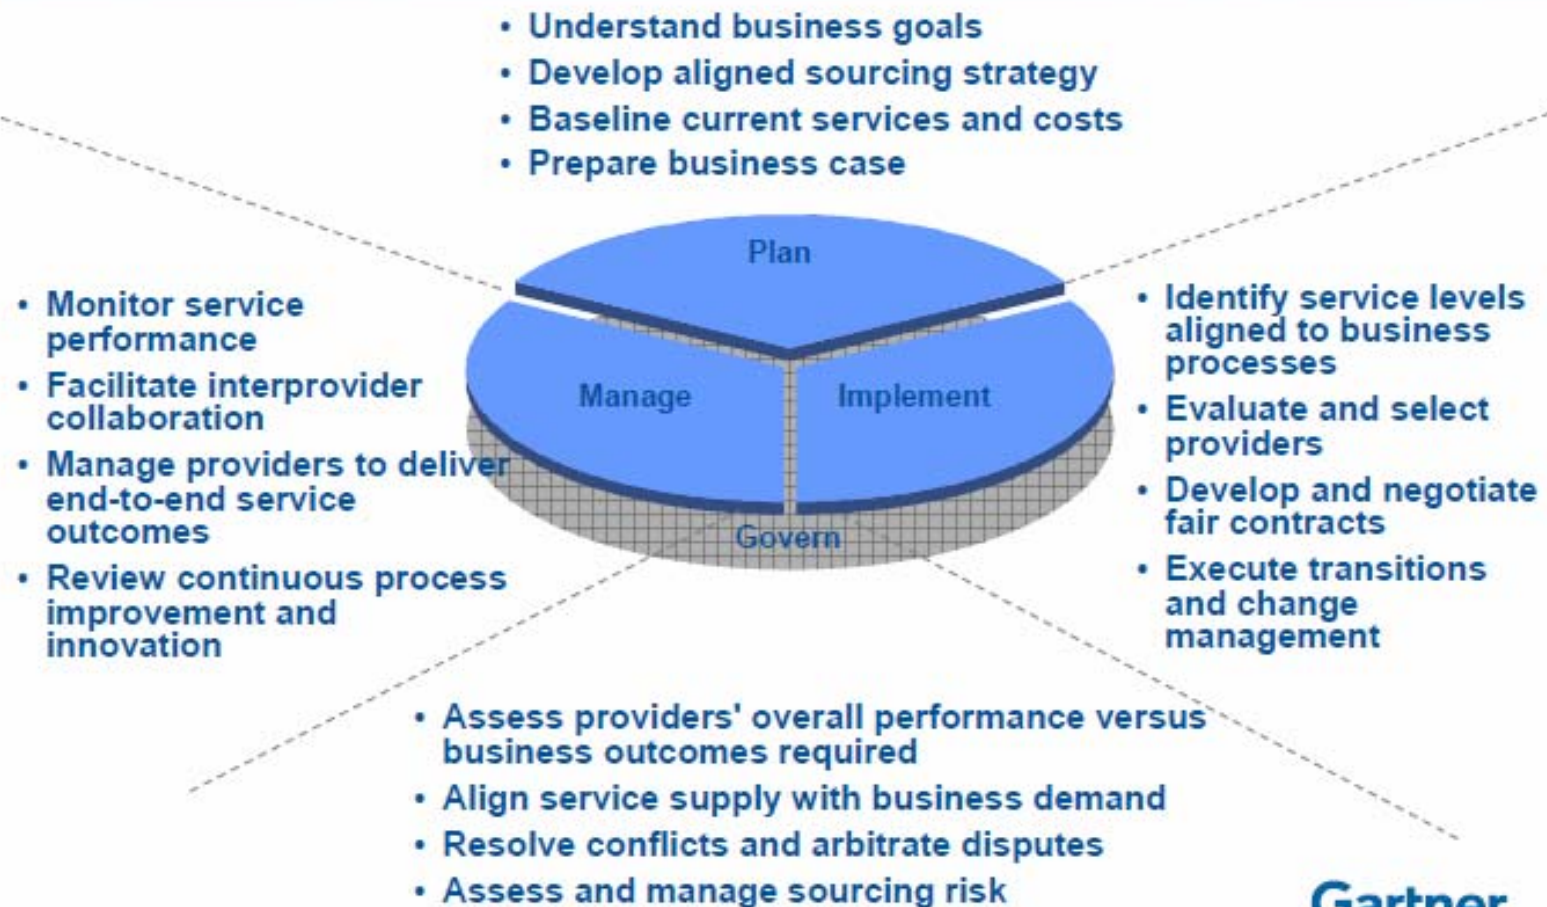 • Understand business goals
• Develop aligned sourcing strategy
• Baseline current services and costs
• Prepare business case
Plan
Manage
Implement
Govern
• Monitor service
performance
• Facilitate interprovider
collaboration
• Manage providers to deliver
end-to-end service
outcomes
• Review continuous process
improvement and
innovation
• Identify service levels
aligned to business
processes
• Evaluate and select
providers
• Develop and negotiate
fair contracts
• Execute transitions
and change
management
• Assess providers' overall performance versus
business outcomes required
• Align service supply with business demand
• Resolve conflicts and arbitrate disputes
• Assess and manage sourcing risk
Gartner